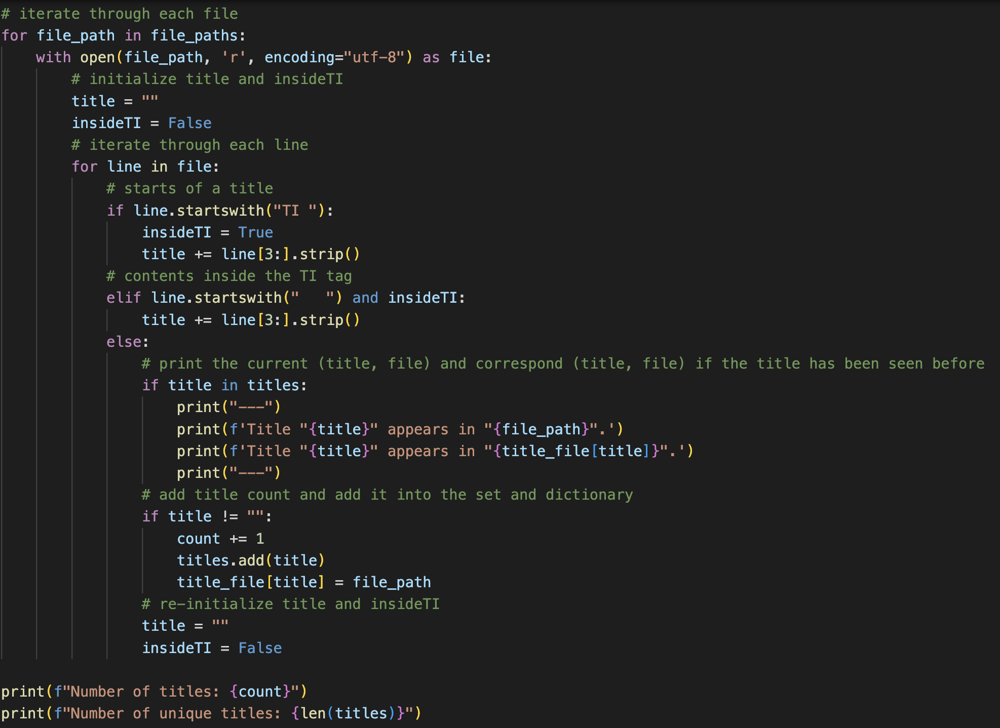 # iterate through each file
for file_path in file_paths:
    with open(file_path, 'r', encoding="utf-8") as file:
        # initialize title and insideTI
        title = ""
        insideTI = False
        # iterate through each line
        for line in file:
            # starts of a title
            if line.startswith("TI "):
                insideTI = True
                title += line[3:].strip()
            # contents inside the TI tag
            elif line.startswith("   ") and insideTI:
                title += line[3:].strip()
            else:
                # print the current (title, file) and correspond (title, file) if the title has been seen before
                if title in titles:
                    print("---")
                    print(f'Title "{title}" appears in "{file_path}".')
                    print(f'Title "{title}" appears in "{title_file[title]}".')
                    print("---")
                # add title count and add it into the set and dictionary
                if title != "":
                    count += 1
                    titles.add(title)
                    title_file[title] = file_path
                # re-initialize title and insideTI
                title = ""
                insideTI = False

print(f"Number of titles: {count}")
print(f"Number of unique titles: {len(titles)}")